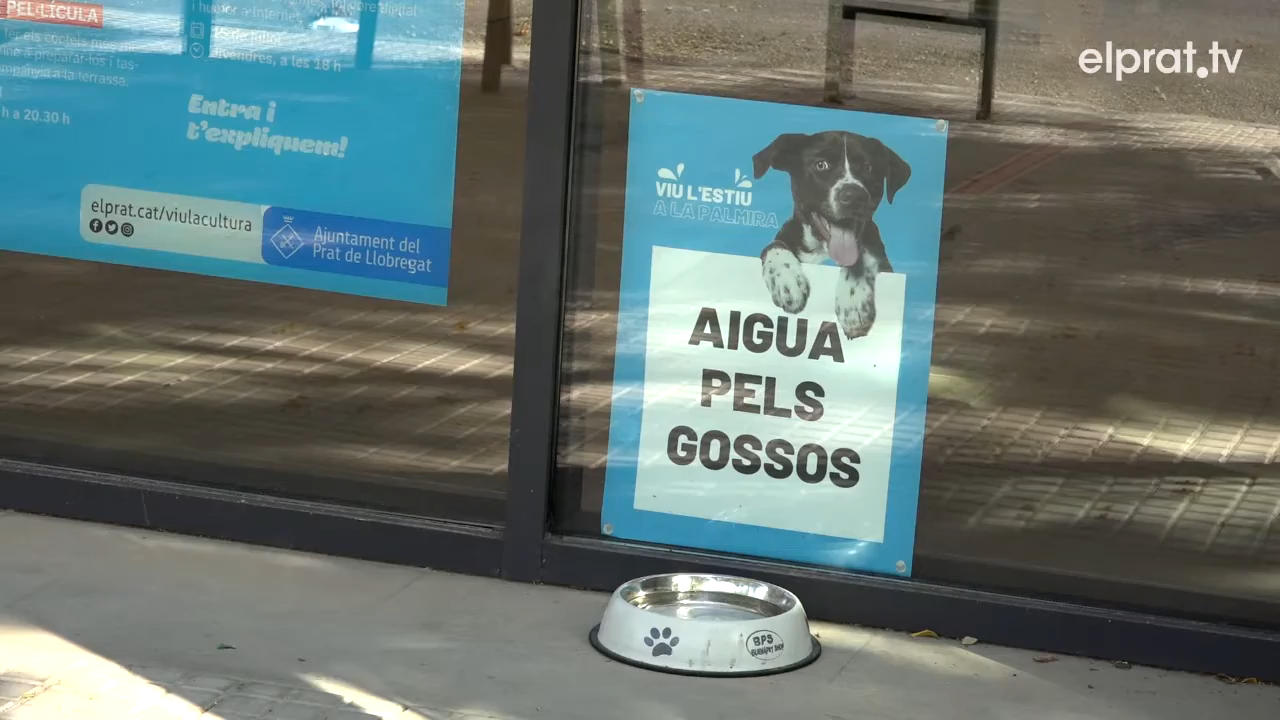 PEL·LÍCULA
a les 18 h
h a 20.30 h
Entra i
t'expliquem!
elprat.cat/viulacultura
Ajuntament del
Prat de Llobregat
elprat.tv
VIU L'ESTIU
A LA PALMIRA
AIGUA
PELS
GOSSOS
BPS